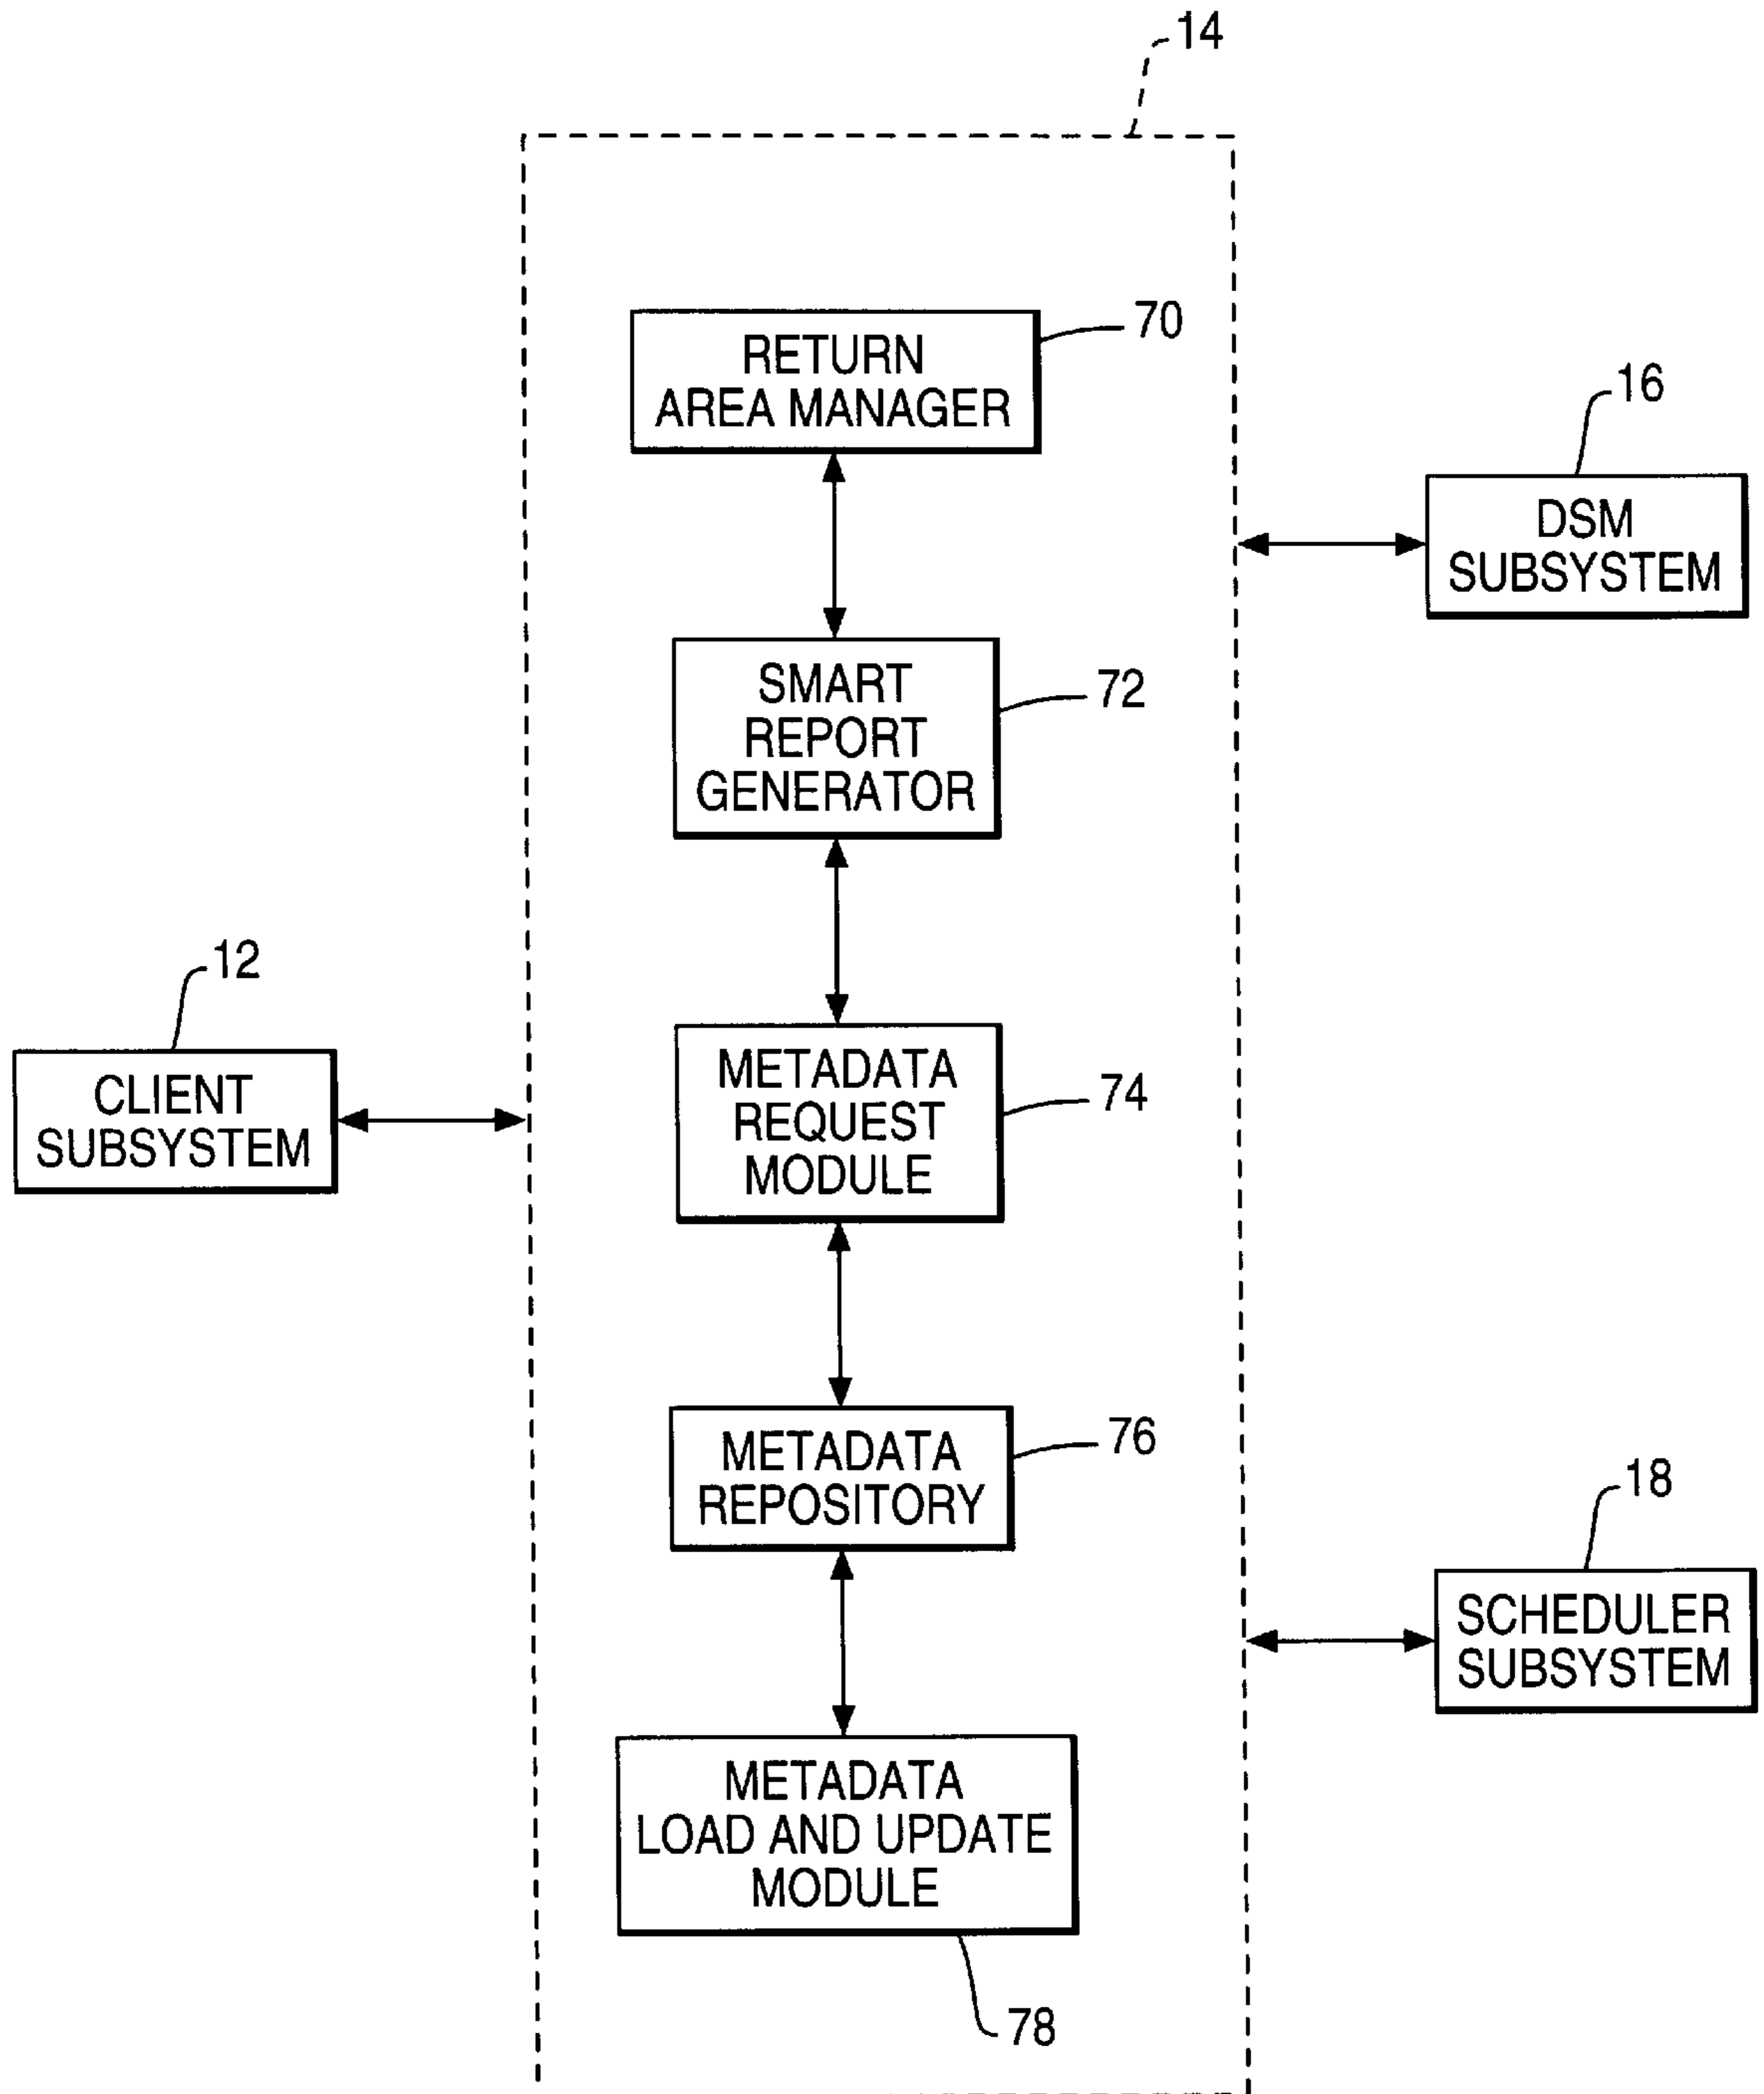 14
RETURN
AREA MANAGER
70
16
DSM
SUBSYSTEM
SMART
REPORT
GENERATOR
72
12
CLIENT
SUBSYSTEM
METADATA
REQUEST
MODULE
74
METADATA
REPOSITORY
76
18
SCHEDULER
SUBSYSTEM
METADATA
LOAD AND UPDATE
MODULE
78